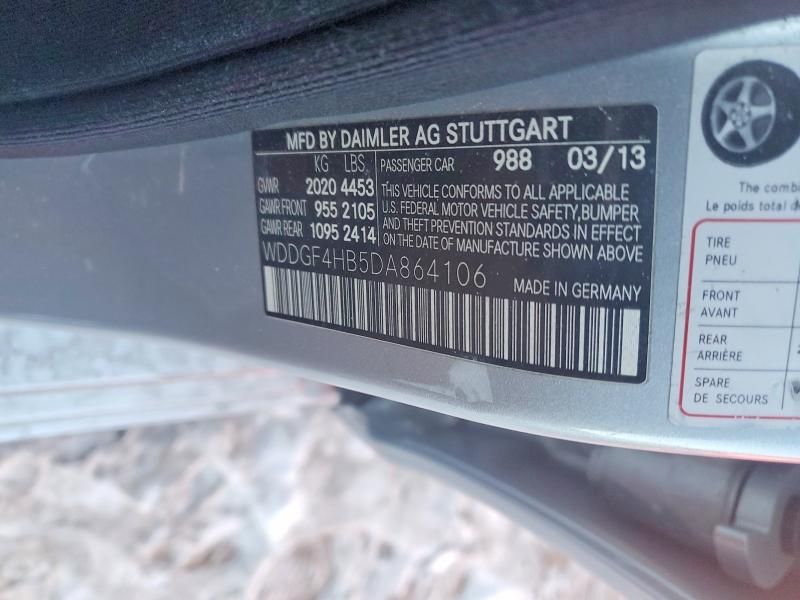 MFD BY DAIMLER AG STUTTGART
KG LBS. PASSENGER CAR 988 03/13
GVWR 2020 4453
GAWR FRONT 955 2105
GAWR REAR 1095 2414
THIS VEHICLE CONFORMS TO ALL APPLICABLE
U.S. FEDERAL MOTOR VEHICLE SAFETY, BUMPER
AND THEFT PREVENTION STANDARDS IN EFFECT
ON THE DATE OF MANUFACTURE SHOWN ABOVE
WDDGF4HB5DA864106
MADE IN GERMANY
The
Le poids total
TIRE
PNEU
FRONT
AVANT
REAR
ARRIÈRE
SPARE
DE SECOURS